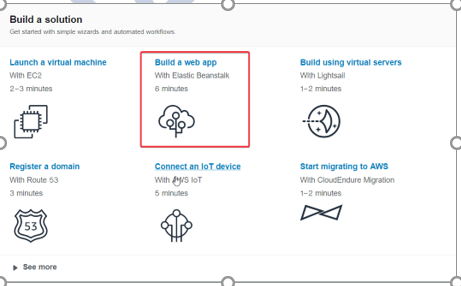 Build a solution
Get started with simple wizards and automated workflows.
Launch a virtual machine
With EC2
2–3 minutes
Build a web app
With Elastic Beanstalk
6 minutes
Build using virtual servers
With Lightsail
1–2 minutes
Register a domain
With Route 53
3 minutes
53
Connect an IoT device
With AWS IoT
5 minutes
Start migrating to AWS
With CloudEndure Migration
1–2 minutes
See more